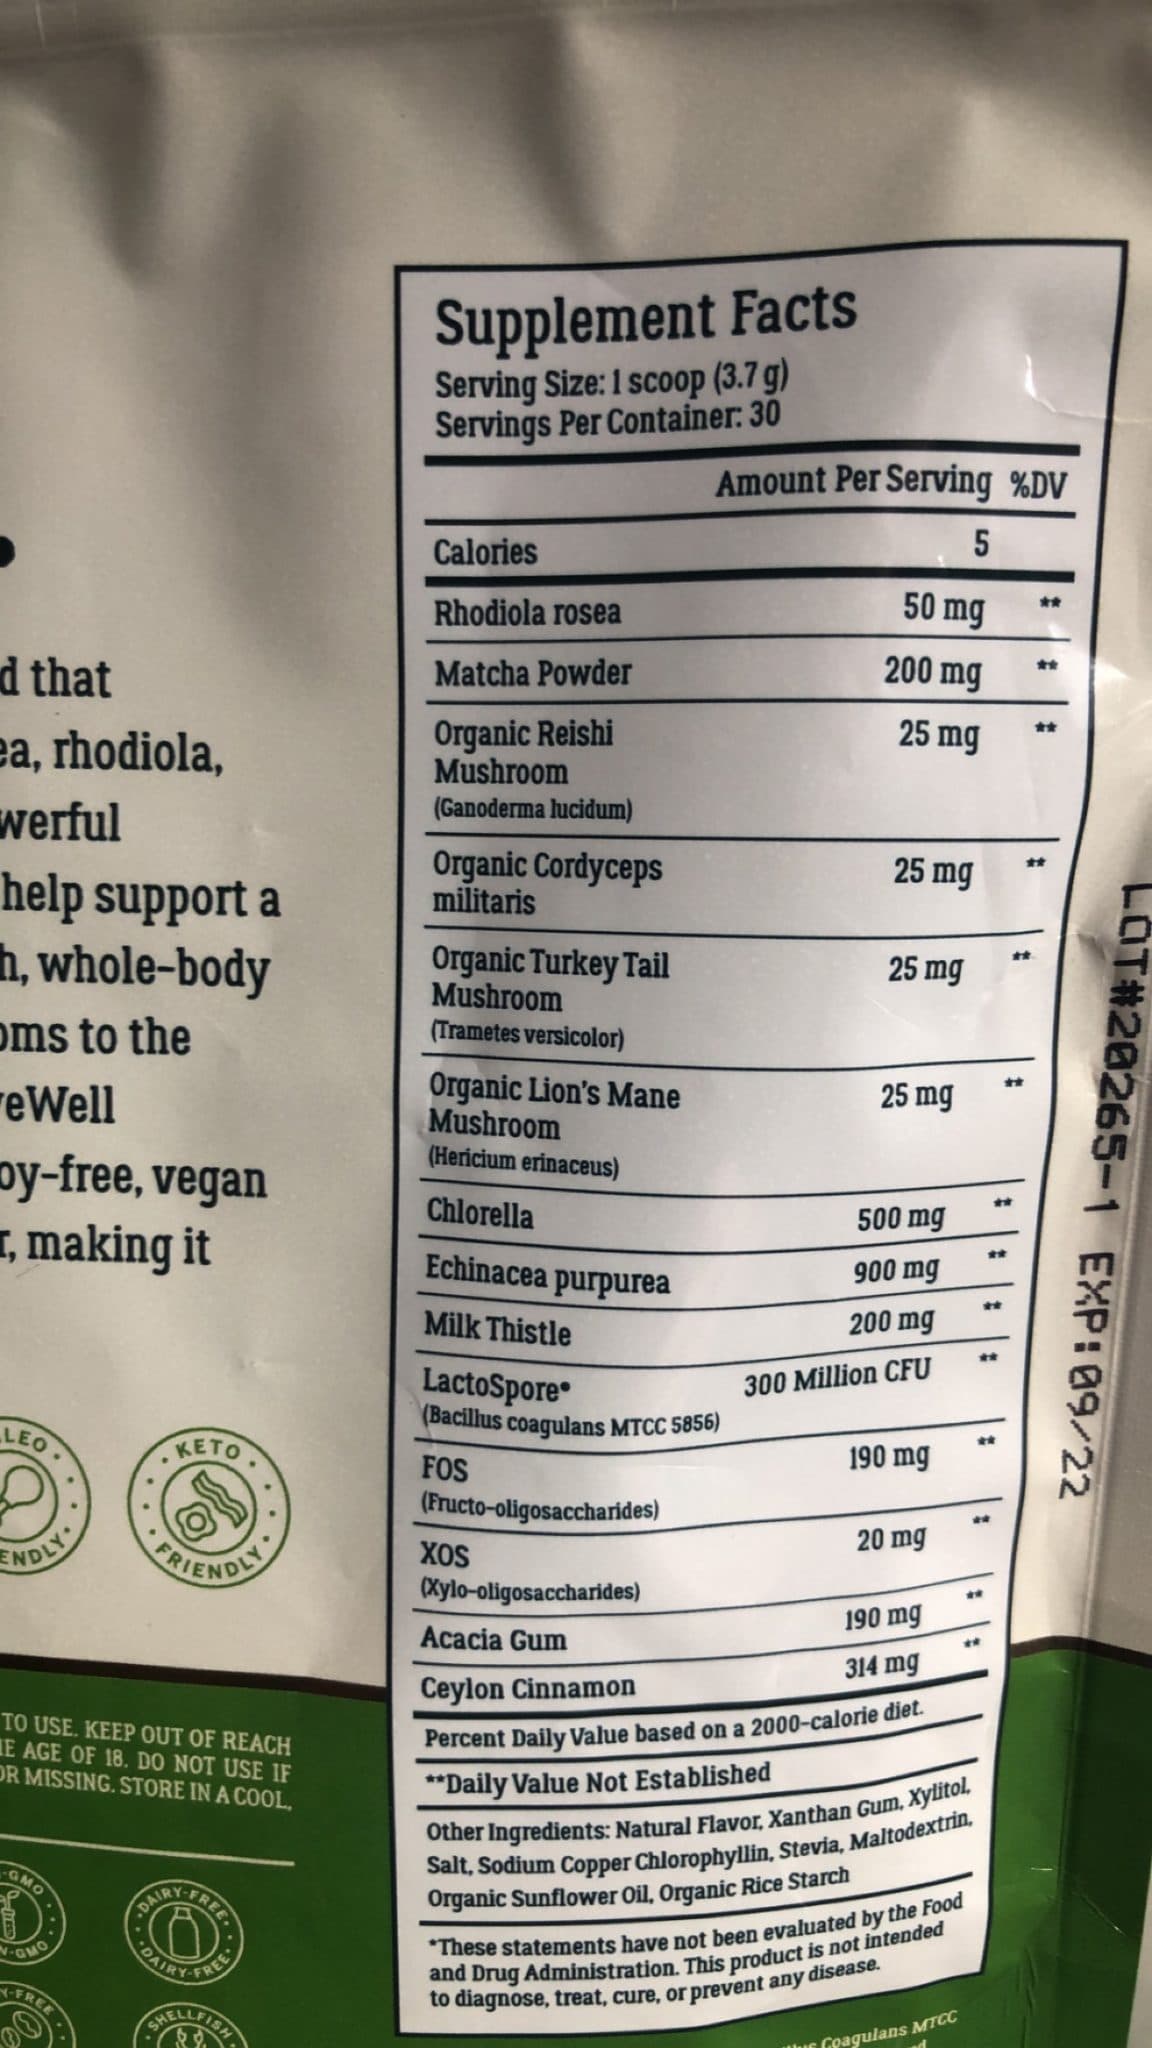 d that
ea, rhodiola,
werful
help support a
h, whole-body
oms to the
eWell
oy-free, vegan
r, making it
LEO
ENDLY
KETO
FRIENDLY
TO USE. KEEP OUT OF REACH
E AGE OF 18. DO NOT USE IF
OR MISSING. STORE IN A COOL,
-GMO
N-GMO
DAIRY-FREE
DAIRY-FREE
Y-FREE
SHELLFISH
Supplement Facts
Serving Size: 1 scoop (3.7 g)
Servings Per Container: 30
Amount Per Serving %DV
Calories 5
Rhodiola rosea 50 mg **
Matcha Powder 200 mg **
Organic Reishi 25 mg **
Mushroom
(Ganoderma lucidum)
Organic Cordyceps 25 mg **
militaris
Organic Turkey Tail 25 mg **
Mushroom
(Trametes versicolor)
Organic Lion's Mane 25 mg **
Mushroom
(Hericium erinaceus)
Chlorella 500 mg **
Echinacea purpurea 900 mg **
Milk Thistle 200 mg **
LactoSpore® 300 Million CFU **
(Bacillus coagulans MTCC 5856)
FOS 190 mg **
(Fructo-oligosaccharides)
XOS 20 mg **
(Xylo-oligosaccharides)
Acacia Gum 190 mg **
Ceylon Cinnamon 314 mg **
Percent Daily Value based on a 2000-calorie diet.
**Daily Value Not Established
Other Ingredients: Natural Flavor, Xanthan Gum, Xylitol,
Salt, Sodium Copper Chlorophyllin, Stevia, Maltodextrin,
Organic Sunflower Oil, Organic Rice Starch
*These statements have not been evaluated by the Food
and Drug Administration. This product is not intended
to diagnose, treat, cure, or prevent any disease.
Coagulans MTCC
LOT#20265-1 EXP:09/22